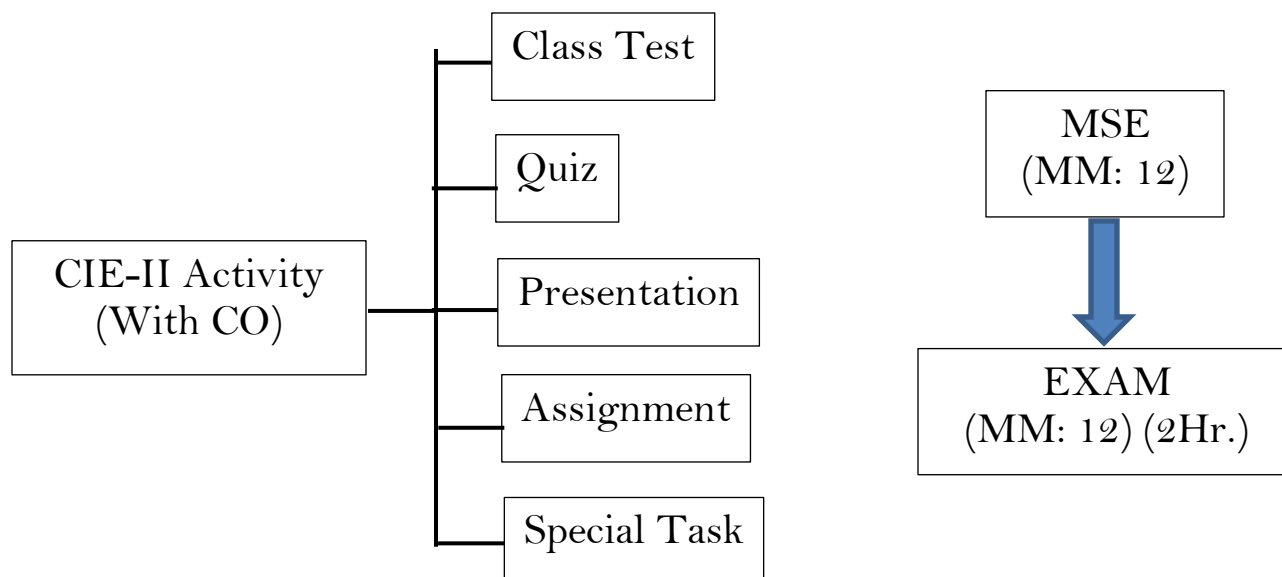 Class Test
Quiz
CIE-II Activity
(With CO)
Presentation
Assignment
Special Task
MSE
(MM: 12)
EXAM
(MM: 12) (2Hr.)